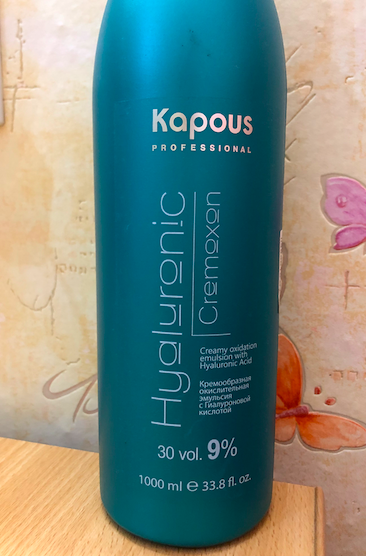 Kapous
PROFESSIONAL
Hyaluronic
Cremoxon
Creamy oxidation
emulsion with
Hyaluronic Acid
Кремообразная
окислительная
эмульсия
с Гиалуроновой
кислотой
30 vol. 9%
1000 ml ℮ 33.8 fl. oz.